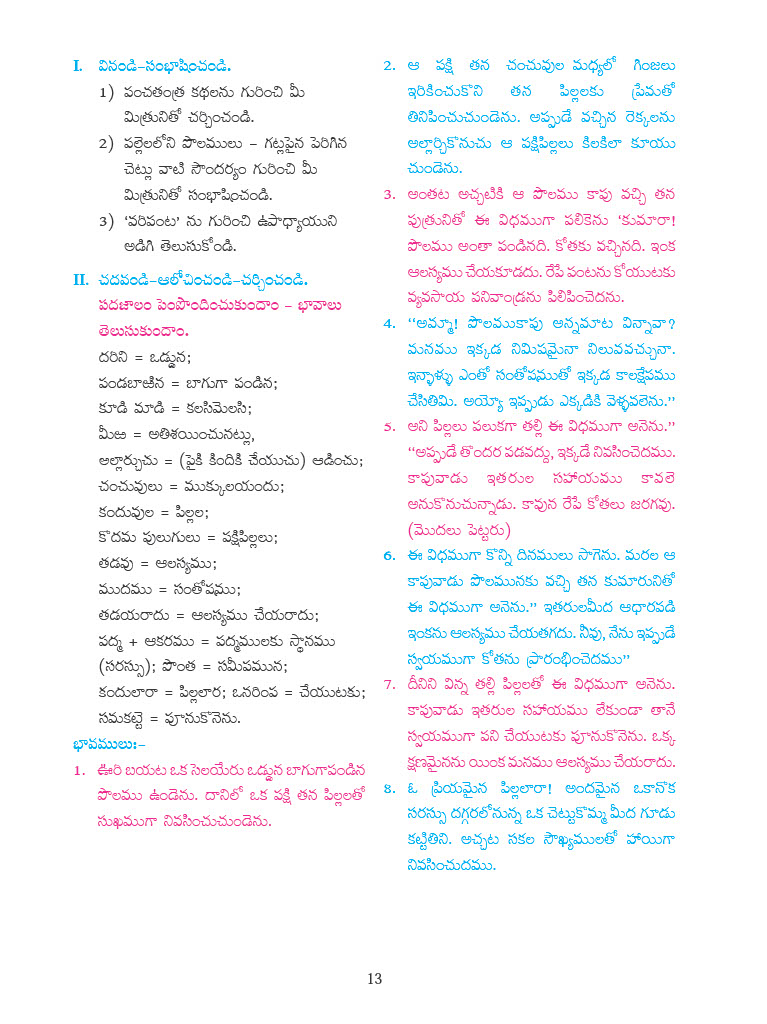 I. వినండి–సంభాషించండి.
1) పంచతంత్ర కథలను గురించి మీ
మిత్రునితో చర్చించండి.
2) పల్లెలలోని పొలములు – గట్లపైన పెరిగిన
చెట్లు వాటి సౌందర్యం గురించి మీ
మిత్రునితో సంభాషించండి.
3) ‘వరిపంట’ ను గురించి ఉపాధ్యాయుని
అడిగి తెలుసుకోండి.
II. చదవండి–ఆలోచించండి–చర్చించండి.
పదజాలం పెంపొందించుకుందాం – భావాలు
తెలుసుకుందాం.
దరిని = ఒడ్డున;
పండబాఱిన = బాగుగా పండిన;
కూడి మాడి = కలసిమెలసి;
మీఱ = అతిశయించునట్లు,
అల్లార్చుచు = (పైకి కిందికి చేయుచు) ఆడించు;
చంచువులు = ముక్కులయందు;
కందువుల = పిల్లల;
కొదమ పులుగులు = పక్షిపిల్లలు;
తడవు = ఆలస్యము;
ముదము = సంతోషము;
తడయరాదు = ఆలస్యము చేయరాదు;
పద్మ + ఆకరము = పద్మములకు స్థానము
(సరస్సు); పొంత = సమీపమున;
కందులారా = పిల్లలార; ఒనరింప = చేయుటకు;
సమకట్టె = పూనుకొనెను.
భావములు:–
1. ఊరి బయట ఒక సెలయేరు ఒడ్డున బాగుగాపండిన
పొలము ఉండెను. దానిలో ఒక పక్షి తన పిల్లలతో
సుఖముగా నివసించుచుండెను.
2. ఆ పక్షి తన చంచువుల మధ్యలో గింజలు
ఇరికించుకొని తన పిల్లలకు ప్రేమతో
తినిపించుచుండెను. అప్పుడే వచ్చిన రెక్కలను
అల్లార్చికొనుచు ఆ పక్షిపిల్లలు కిలకిలా కూయు
చుండెను.
3. అంతట అచ్చటికి ఆ పొలము కాపు వచ్చి తన
పుత్రునితో ఈ విధముగా పలికెను ‘కుమారా!
పొలము అంతా పండినది. కోతకు వచ్చినది. ఇంక
ఆలస్యము చేయకూడదు. రేపే పంటను కోయుటకు
వ్యవసాయ పనివాండ్రను పిలిపించెదను.
4. ‘‘అమ్మా! పొలముకాపు అన్నమాట విన్నావా?
మనము ఇక్కడ నిమిషమైనా నిలువవచ్చునా.
ఇన్నాళ్ళు ఎంతో సంతోషముతో ఇక్కడ కాలక్షేపము
చేసితిమి. అయ్యో ఇప్పుడు ఎక్కడికి వెళ్ళవలెను.’’
5. అని పిల్లలు పలుకగా తల్లి ఈ విధముగా అనెను.’’
‘‘అప్పుడే తొందర పడవద్దు, ఇక్కడే నివసించెదము.
కాపువాడు ఇతరుల సహాయము కావలె
అనుకొనుచున్నాడు. కావున రేపే కోతలు జరగవు.
(మొదలు పెట్టరు)
6. ఈ విధముగా కొన్ని దినములు సాగెను. మరల ఆ
కాపువాడు పొలమునకు వచ్చి తన కుమారునితో
ఈ విధముగా అనెను.’’ ఇతరులమీద ఆధారపడి
ఇంకను ఆలస్యము చేయతగదు. నీవు, నేను ఇప్పుడే
స్వయముగా కోతను ప్రారంభించెదము’’
7. దీనిని విన్న తల్లి పిల్లలతో ఈ విధముగా అనెను.
కాపువాడు ఇతరుల సహాయము లేకుండా తానే
స్వయముగా పని చేయుటకు పూనుకొనెను. ఒక్క
క్షణమైనను యింక మనము ఆలస్యము చేయరాదు.
8. ఓ ప్రియమైన పిల్లలారా! అందమైన ఒకానొక
సరస్సు దగ్గరలోనున్న ఒక చెట్టుకొమ్మ మీద గూడు
కట్టితిని. అచ్చట సకల సౌఖ్యములతో హాయిగా
నివసించుదము.
13